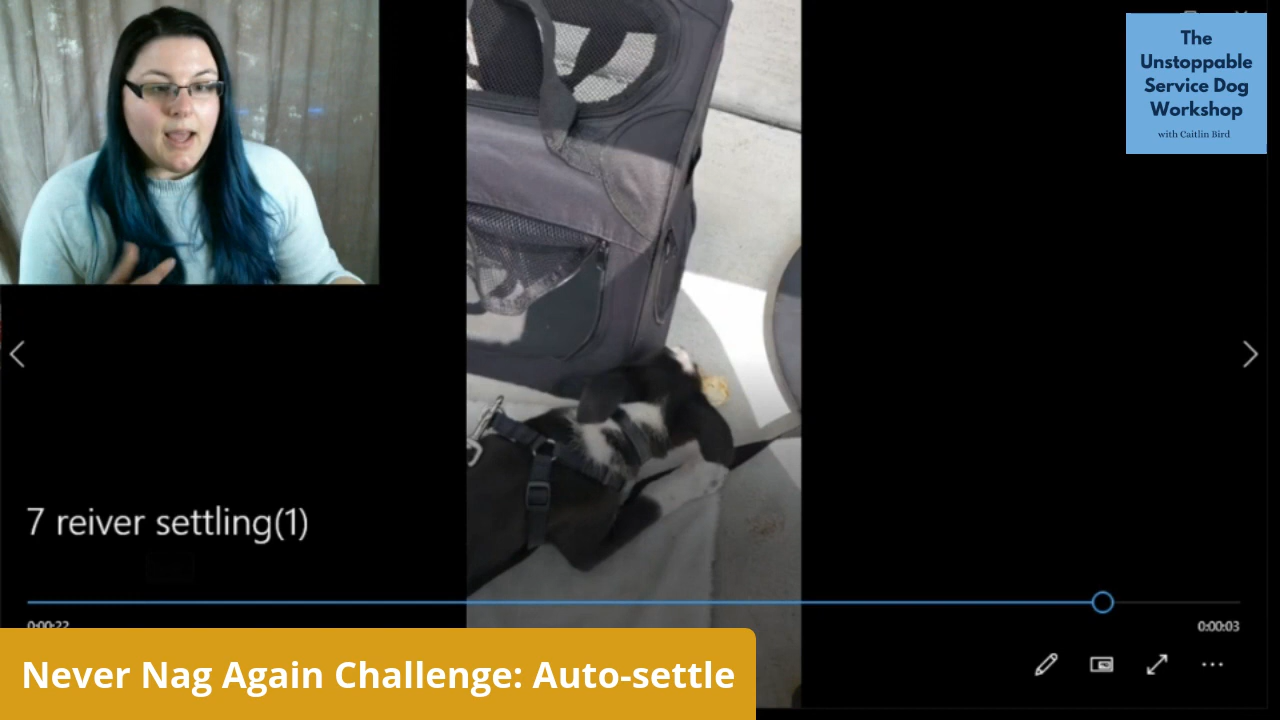 The
Unstoppable
Service Dog
Workshop
with Caitlin Bird
7 reiver settling(1)
0:00:22
0:00:03
Never Nag Again Challenge: Auto-settle